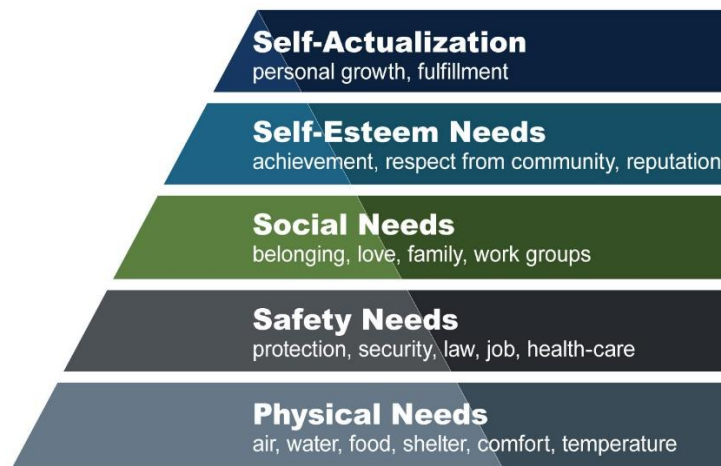 Self-Actualization
personal growth, fulfillment
Self-Esteem Needs
achievement, respect from community, reputation
Social Needs
belonging, love, family, work groups
Safety Needs
protection, security, law, job, health-care
Physical Needs
air, water, food, shelter, comfort, temperature